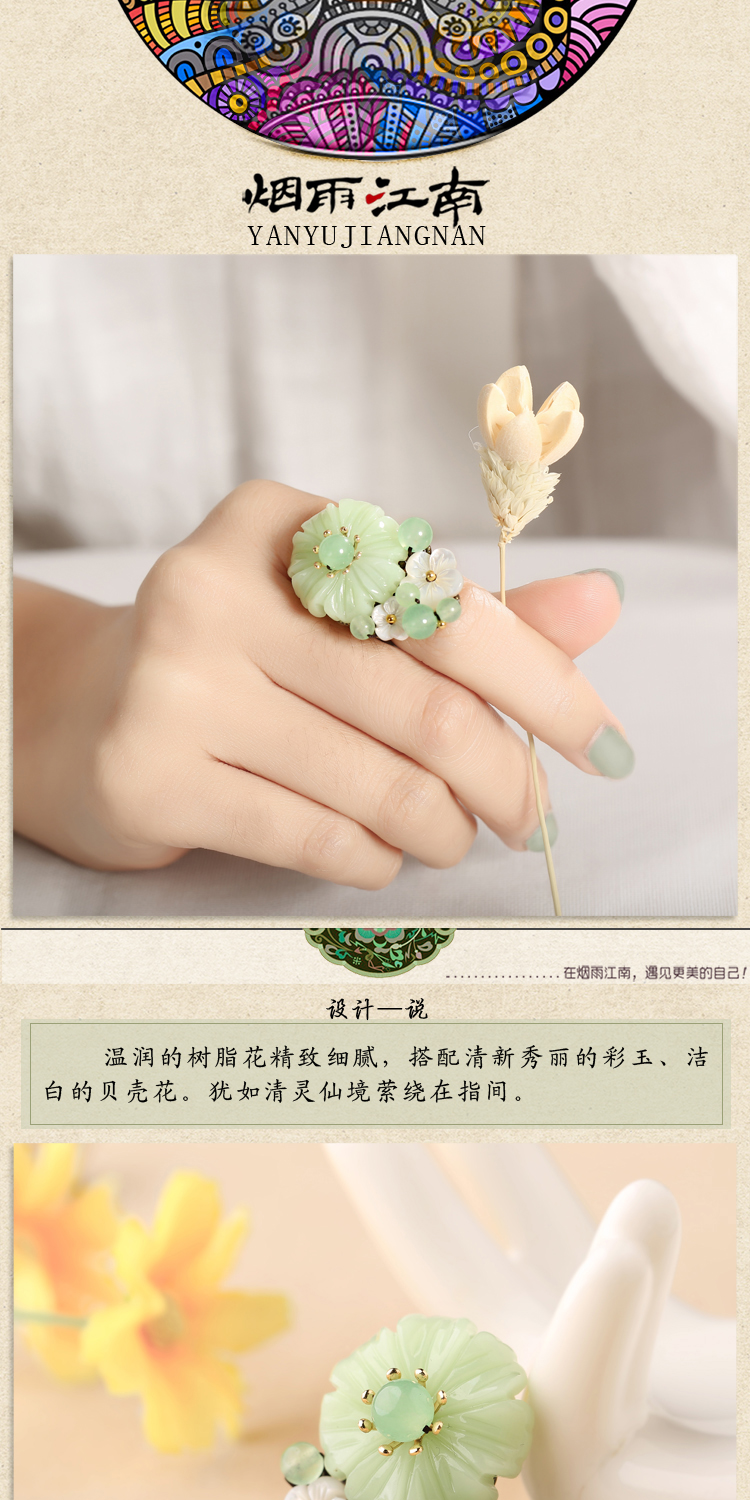 烟雨江南
YANYUJIANGNAN
.................在烟雨江南，遇见更美的自己！
设计—说
温润的树脂花精致细腻，搭配清新秀丽的彩玉、洁
白的贝壳花。犹如清灵仙境萦绕在指间。